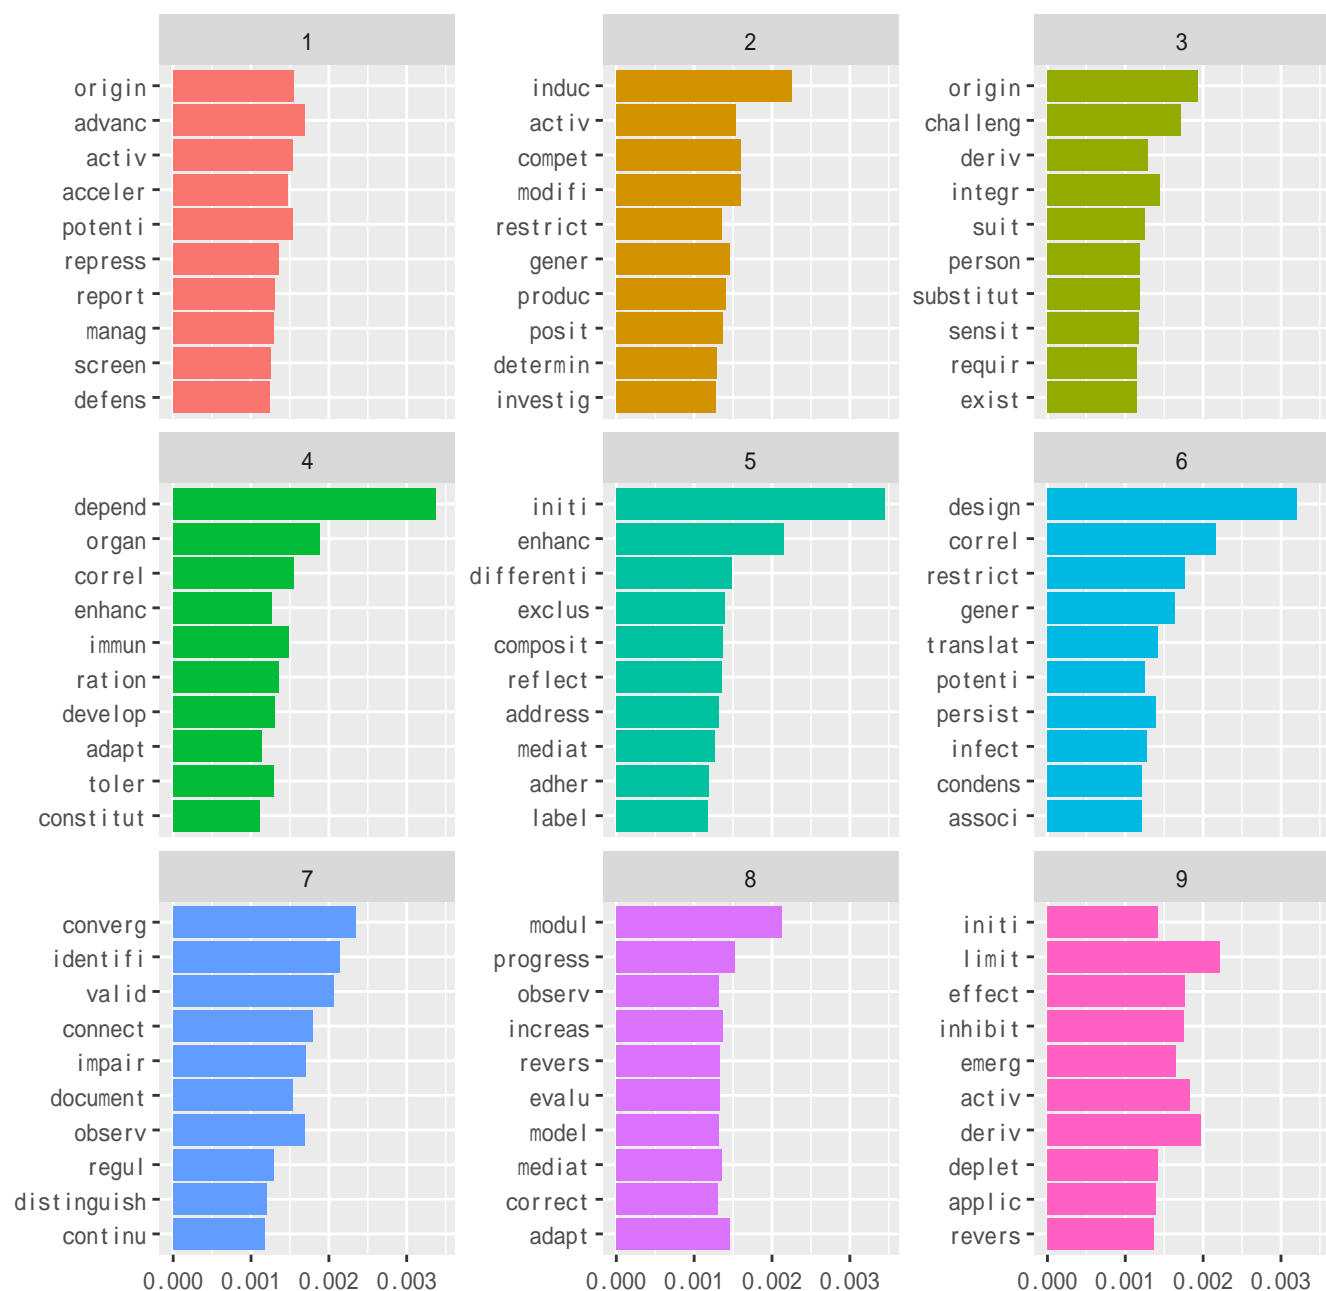 1
origin
advanc
activ
acceler
potenti
repress
report
manag
screen
defens
2
induc
activ
compet
modifi
restrict
gener
produc
posit
determin
investig
3
origin
challeng
deriv
integr
suit
person
substitut
sensit
requir
exist
4
depend
organ
correl
enhanc
immun
ration
develop
adapt
toler
constitut
5
initi
enhanc
differenti
exclus
composit
reflect
address
mediat
adher
label
6
design
correl
restrict
gener
translat
potenti
persist
infect
condens
associ
7
converg
identifi
valid
connect
impair
document
observ
regul
distinguish
continu
0.000 0.001 0.002 0.003
8
modul
progress
observ
increas
revers
evalu
model
mediat
correct
adapt
0.000 0.001 0.002 0.003
9
initi
limit
effect
inhibit
emerg
activ
deriv
deplet
applic
revers
0.000 0.001 0.002 0.003